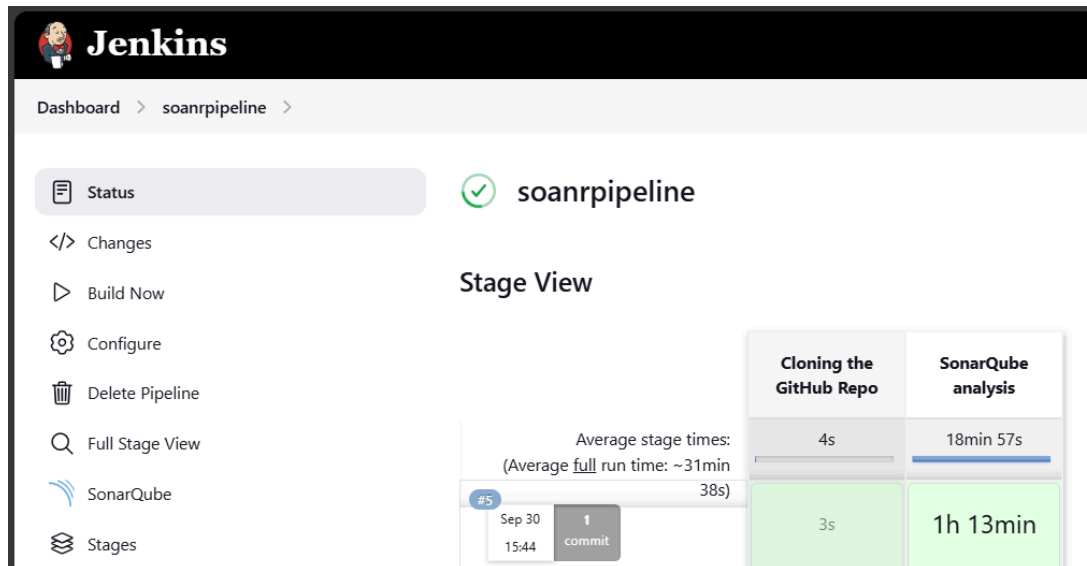 Jenkins
Dashboard > soanrpipeline >
Status
Changes
Build Now
Configure
Delete Pipeline
Full Stage View
SonarQube
Stages
soanrpipeline
Stage View
Cloning the
GitHub Repo
SonarQube
analysis
Average stage times:
(Average full run time: ~31min
38s)
4s
18min 57s
#5
Sep 30
15:44
1
commit
3s
1h 13min